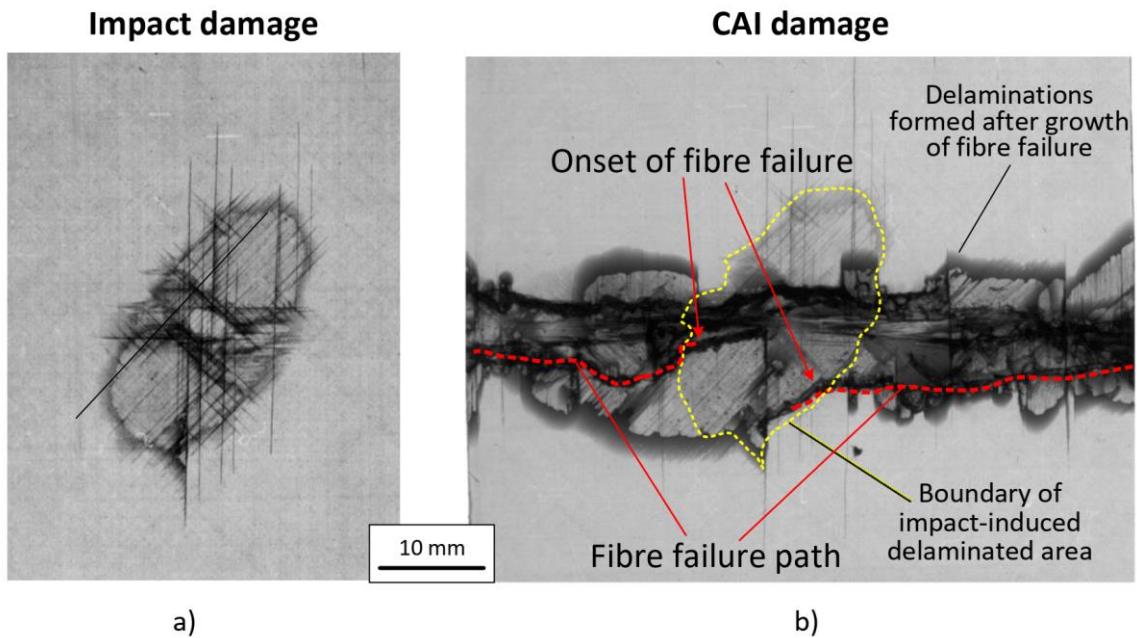 Impact damage
CAI damage
Delaminations
formed after growth
of fibre failure
Onset of fibre failure
Boundary of
impact-induced
delaminated area
10 mm
Fibre failure path
a)
b)